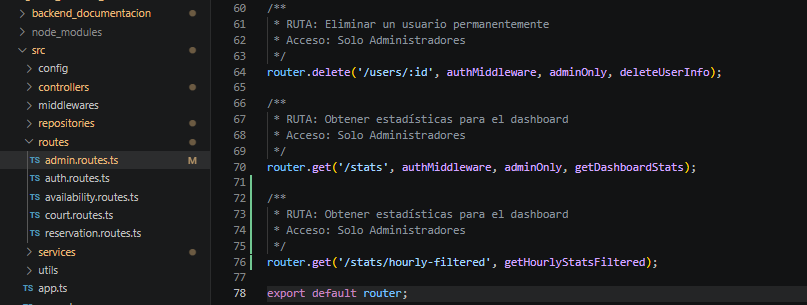 backend_documentacion
node_modules
src
config
controllers
middlewares
repositories
routes
TS admin.routes.ts M
TS auth.routes.ts
TS availability.routes.ts
TS court.routes.ts
TS reservation.routes.ts
services
utils
TS app.ts
60 /**
61 * RUTA: Eliminar un usuario permanentemente
62 * Acceso: Solo Administradores
63 */
64 router.delete('/users/:id', authMiddleware, adminOnly, deleteUserInfo);
65
66 /**
67 * RUTA: Obtener estadísticas para el dashboard
68 * Acceso: Solo Administradores
69 */
70 router.get('/stats', authMiddleware, adminOnly, getDashboardStats);
71
72 /**
73 * RUTA: Obtener estadísticas para el dashboard
74 * Acceso: Solo Administradores
75 */
76 router.get('/stats/hourly-filtered', getHourlyStatsFiltered);
77
78 export default router;